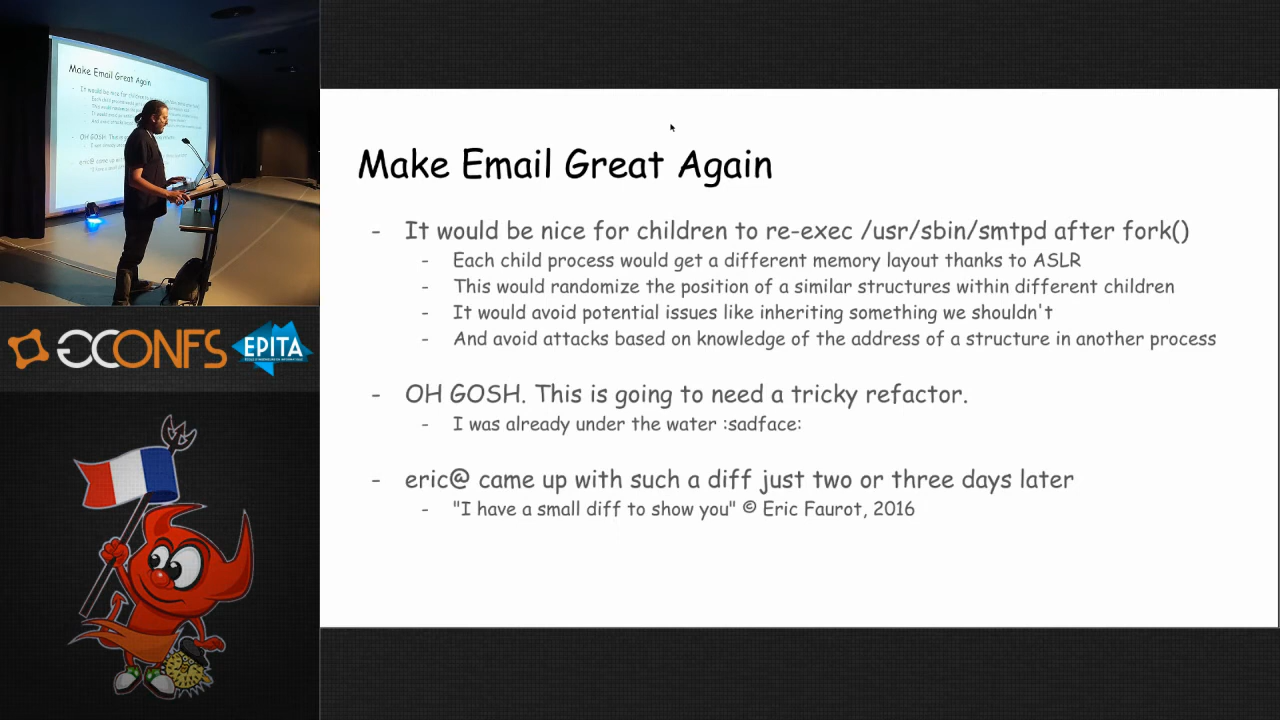 Make Email Great Again
- It would be nice for children to re-exec /usr/sbin/smtpd after fork()
- Each child process would get a different memory layout thanks to ASLR
- This would randomize the position of a similar structures within different children
- It would avoid potential issues like inheriting something we shouldn't
- And avoid attacks based on knowledge of the address of a structure in another process
- OH GOSH. This is going to need a tricky refactor.
- I was already under the water :sadface:
- eric@ came up with such a diff just two or three days later
- "I have a small diff to show you" © Eric Faurot, 2016
Make Email Great Again
GCONFS
EPITA